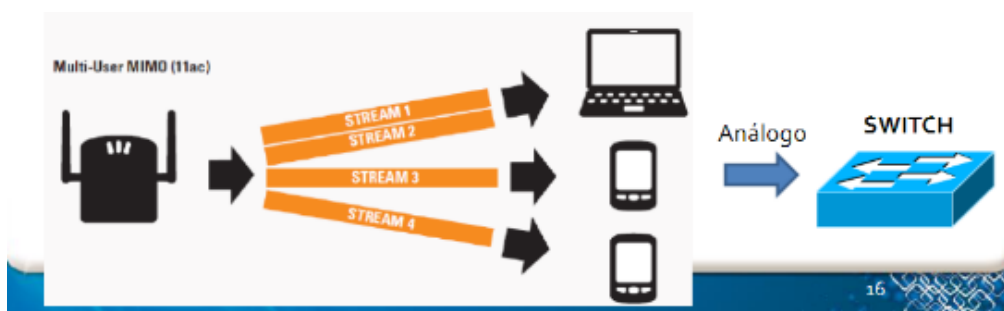 Multi-User MIMO (11ac)
STREAM 1
STREAM 2
STREAM 3
STREAM 4
Análogo
SWITCH
16